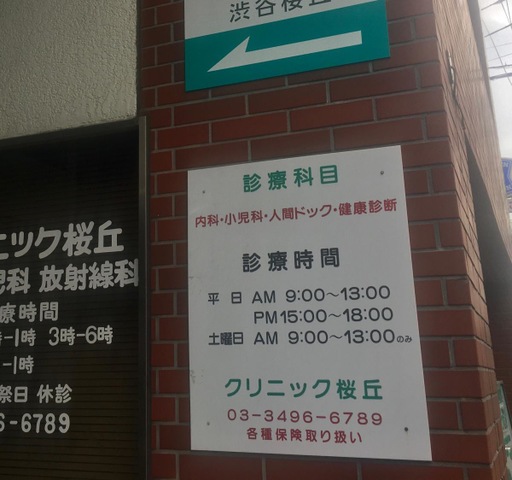 渋谷桜丘
診療科目
内科・小児科・人間ドック・健康診断
診療時間
平 日 AM 9:00～13:00
PM 15:00～18:00
土曜日 AM 9:00～13:00のみ
クリニック桜丘
03-3496-6789
各種保険取り扱い
ニック桜丘
児科 放射線科
療時間
-1時 3時-6時
-1時
祭日 休診
6-6789